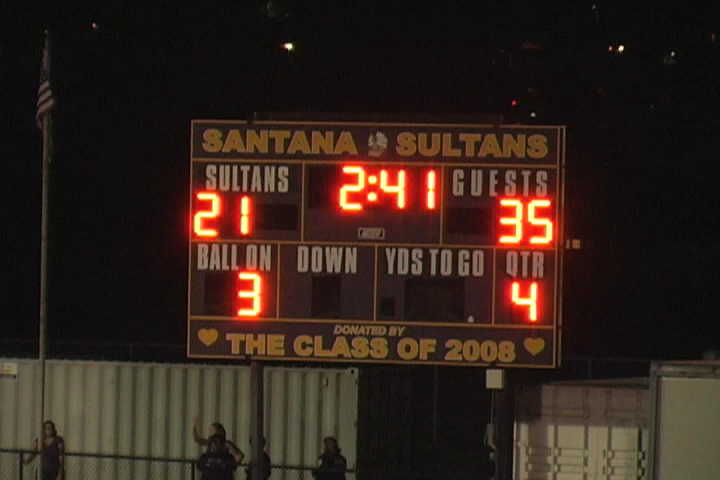 SANTANA SULTANS
SULTANS 2:41 GUESTS
21 35
BALL ON DOWN YDS TO GO QTR
3 4
DONATED BY
THE CLASS OF 2008